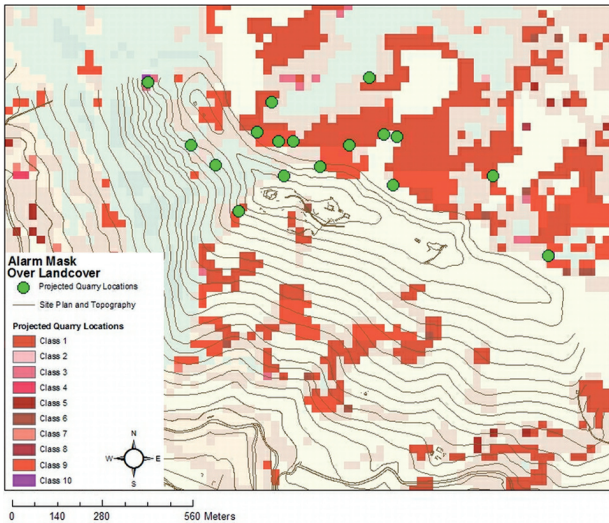 Alarm Mask
Over Landcover
Projected Quarry Locations
Site Plan and Topography
Projected Quarry Locations
Class 1
Class 2
Class 3
Class 4
Class 5
Class 6
Class 7
Class 8
Class 9
Class 10
N
W E
S
0 140 280 560 Meters